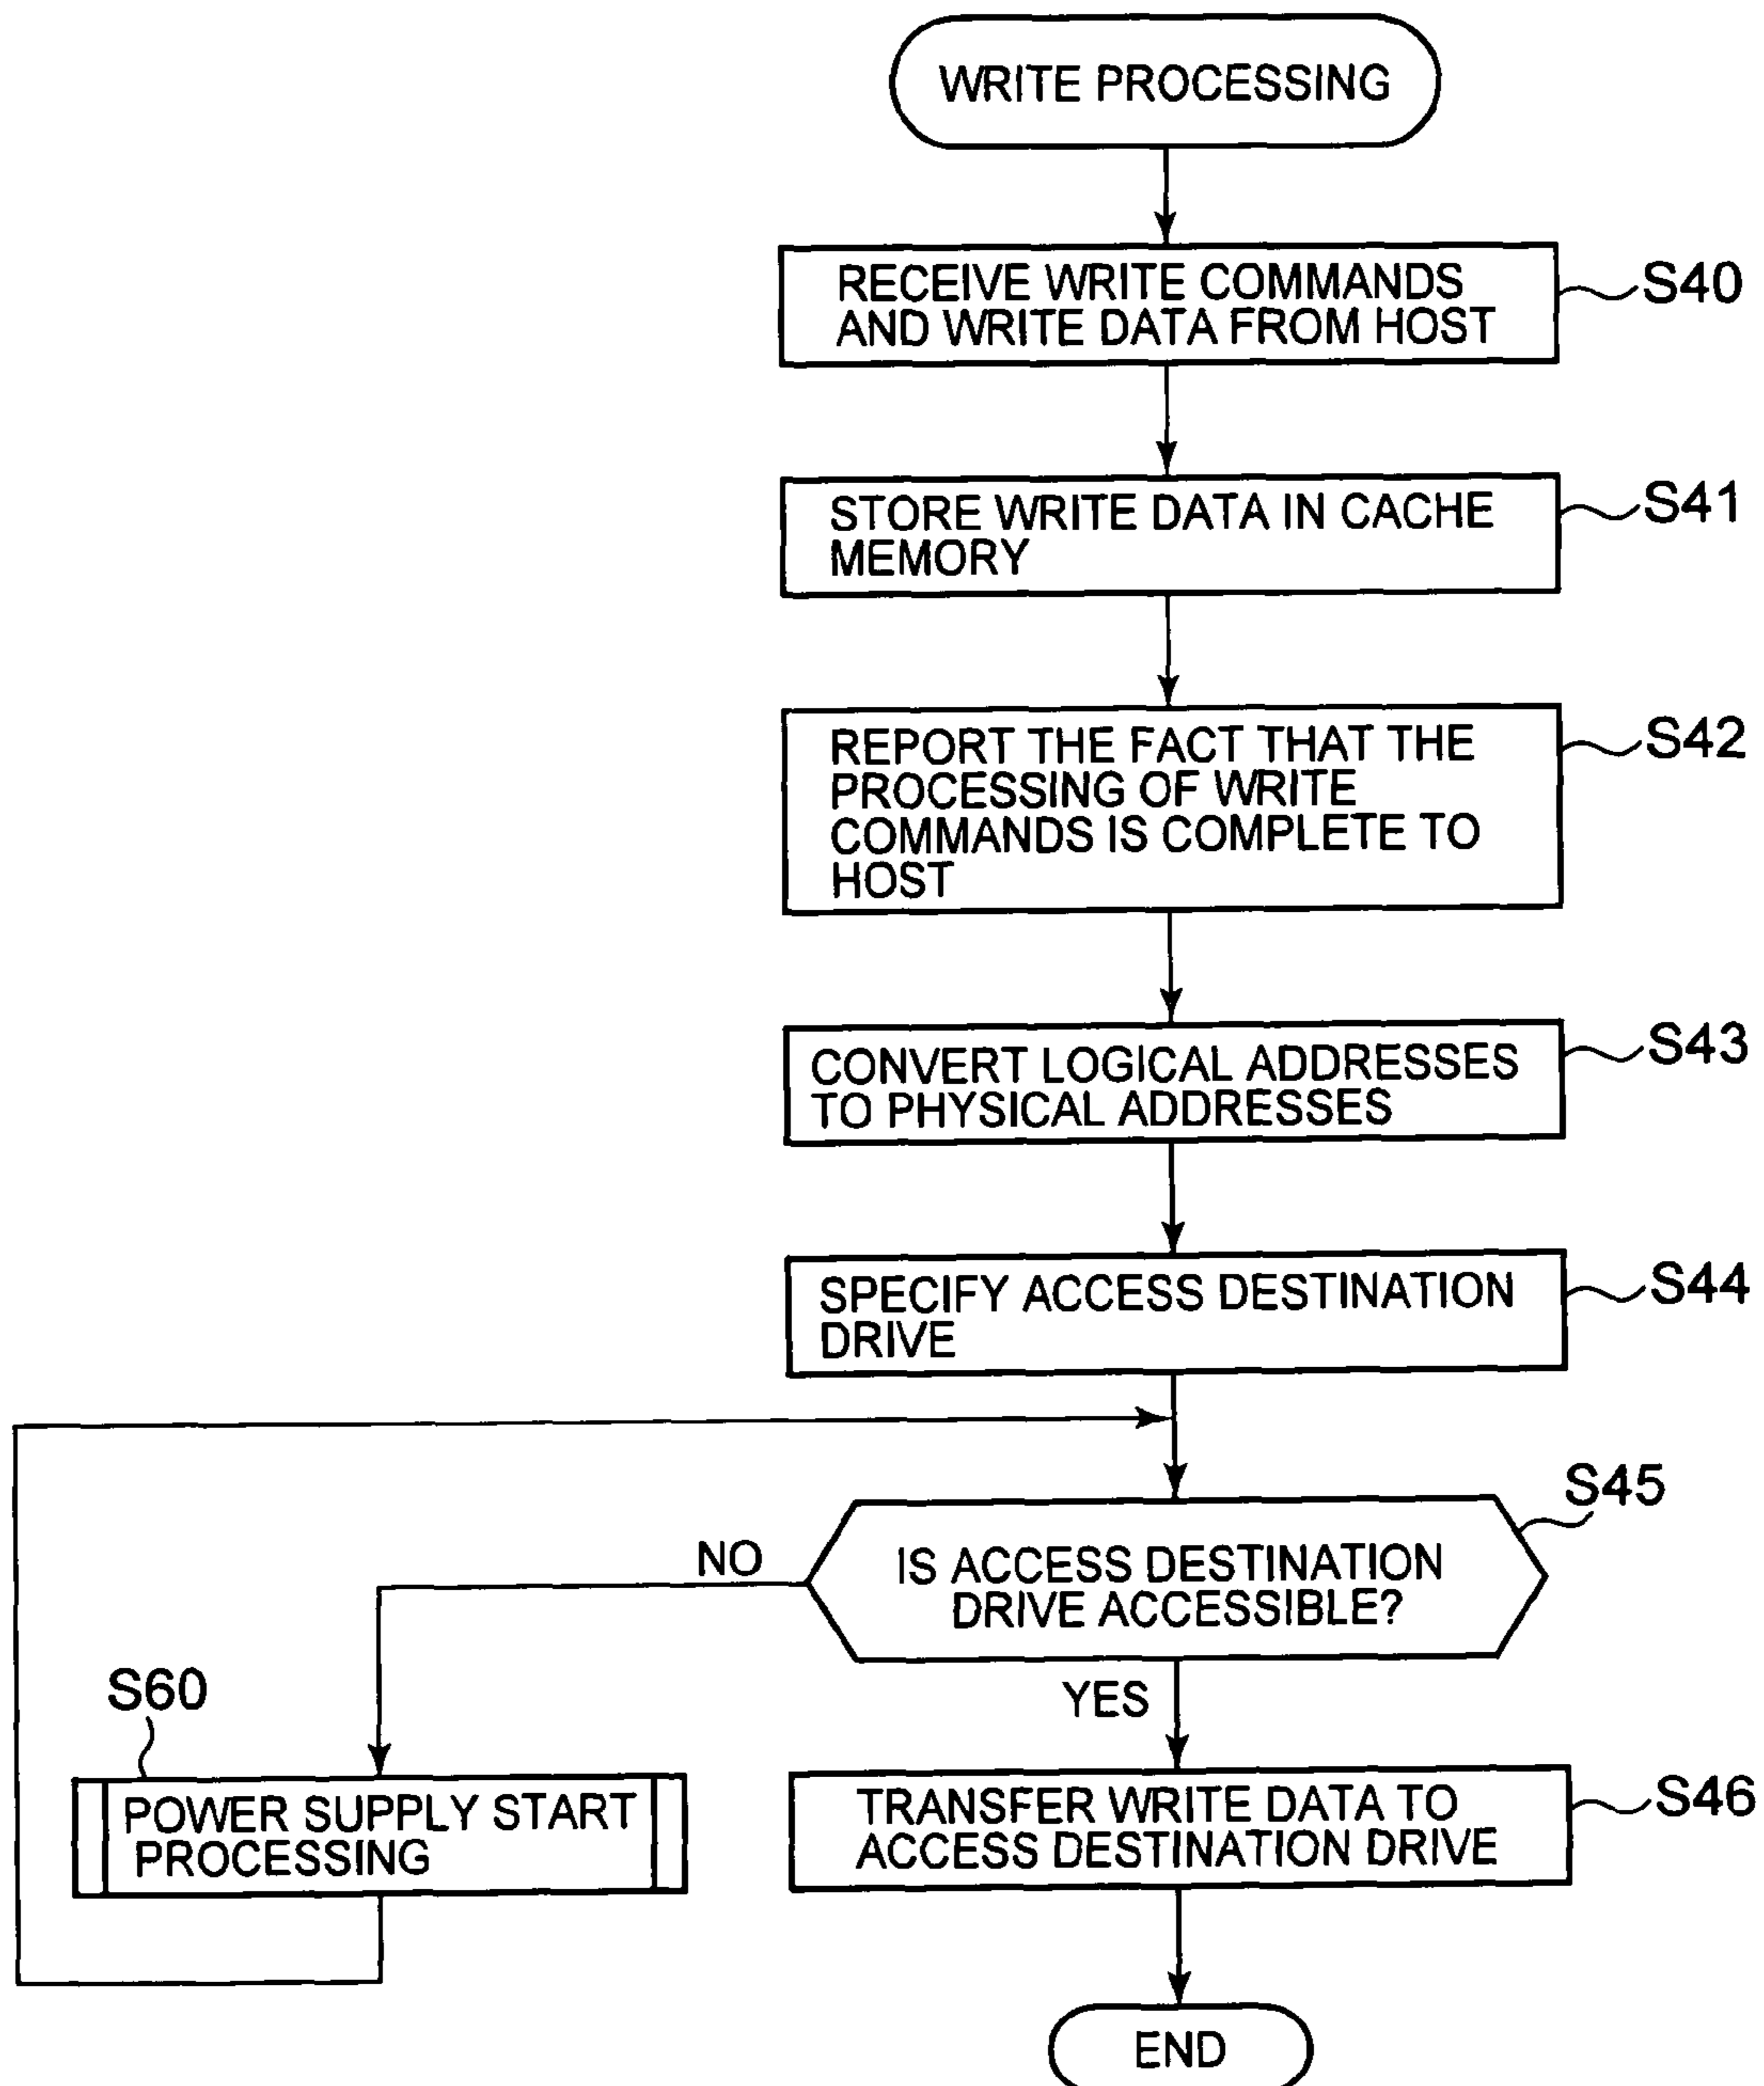 WRITE PROCESSING
RECEIVE WRITE COMMANDS
AND WRITE DATA FROM HOST
S40
STORE WRITE DATA IN CACHE
MEMORY
S41
REPORT THE FACT THAT THE
PROCESSING OF WRITE
COMMANDS IS COMPLETE TO
HOST
S42
CONVERT LOGICAL ADDRESSES
TO PHYSICAL ADDRESSES
S43
SPECIFY ACCESS DESTINATION
DRIVE
S44
S45
NO
IS ACCESS DESTINATION
DRIVE ACCESSIBLE?
S60
YES
POWER SUPPLY START
PROCESSING
TRANSFER WRITE DATA TO
ACCESS DESTINATION DRIVE
S46
END